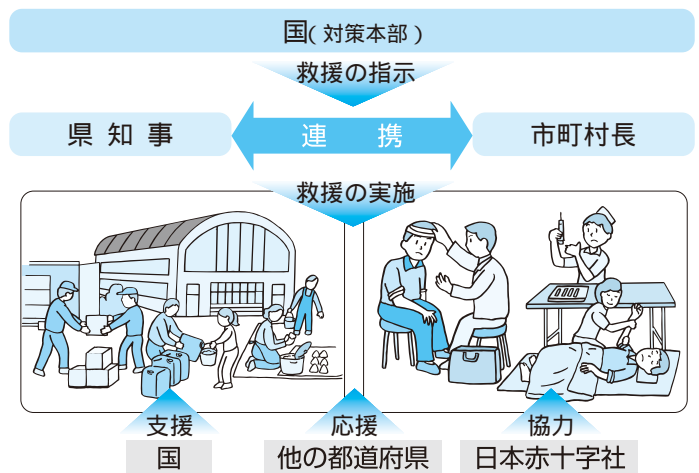 国(対策本部)
救援の指示
県知事
連携
市町村長
救援の実施
支援
応援
協力
国
他の都道府県
日本赤十字社